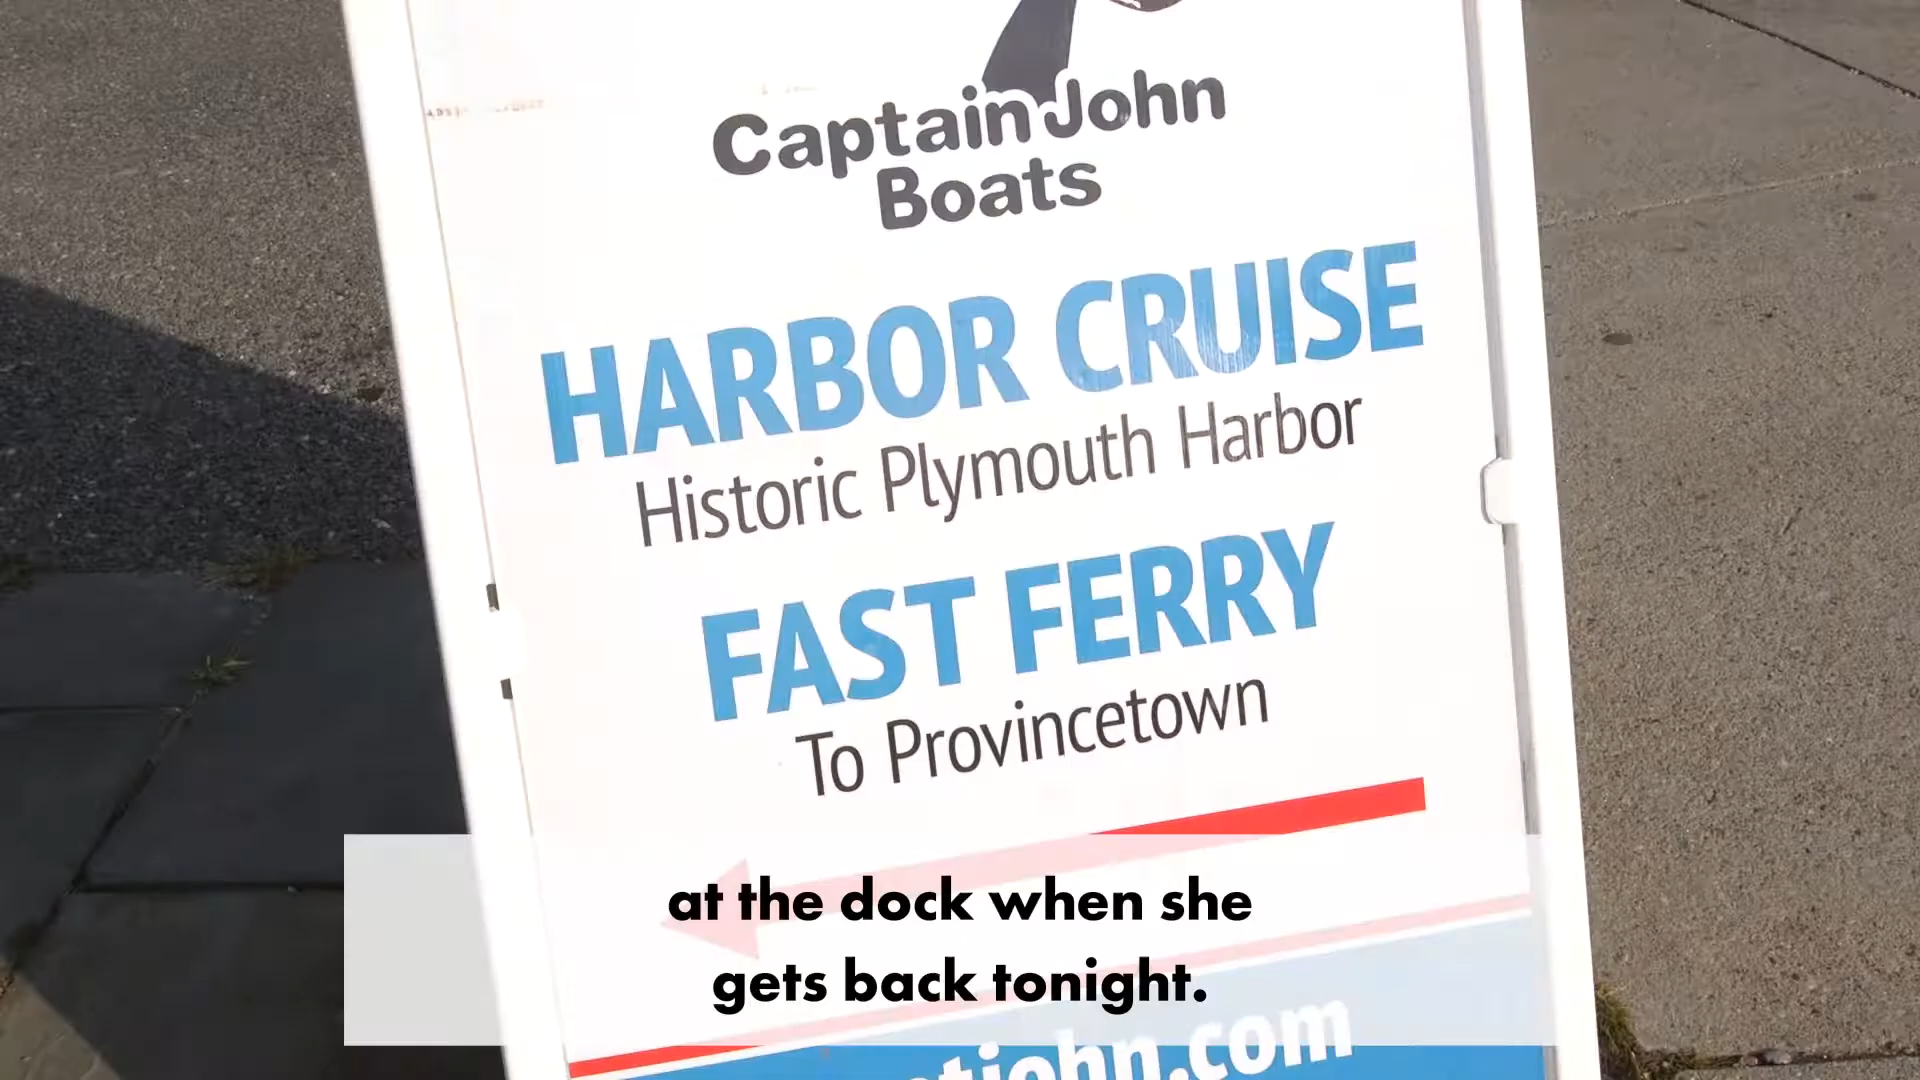 Captain John
Boats
HARBOR CRUISE
Historic Plymouth Harbor
FAST FERRY
To Provincetown
at the dock when she
gets back tonight.